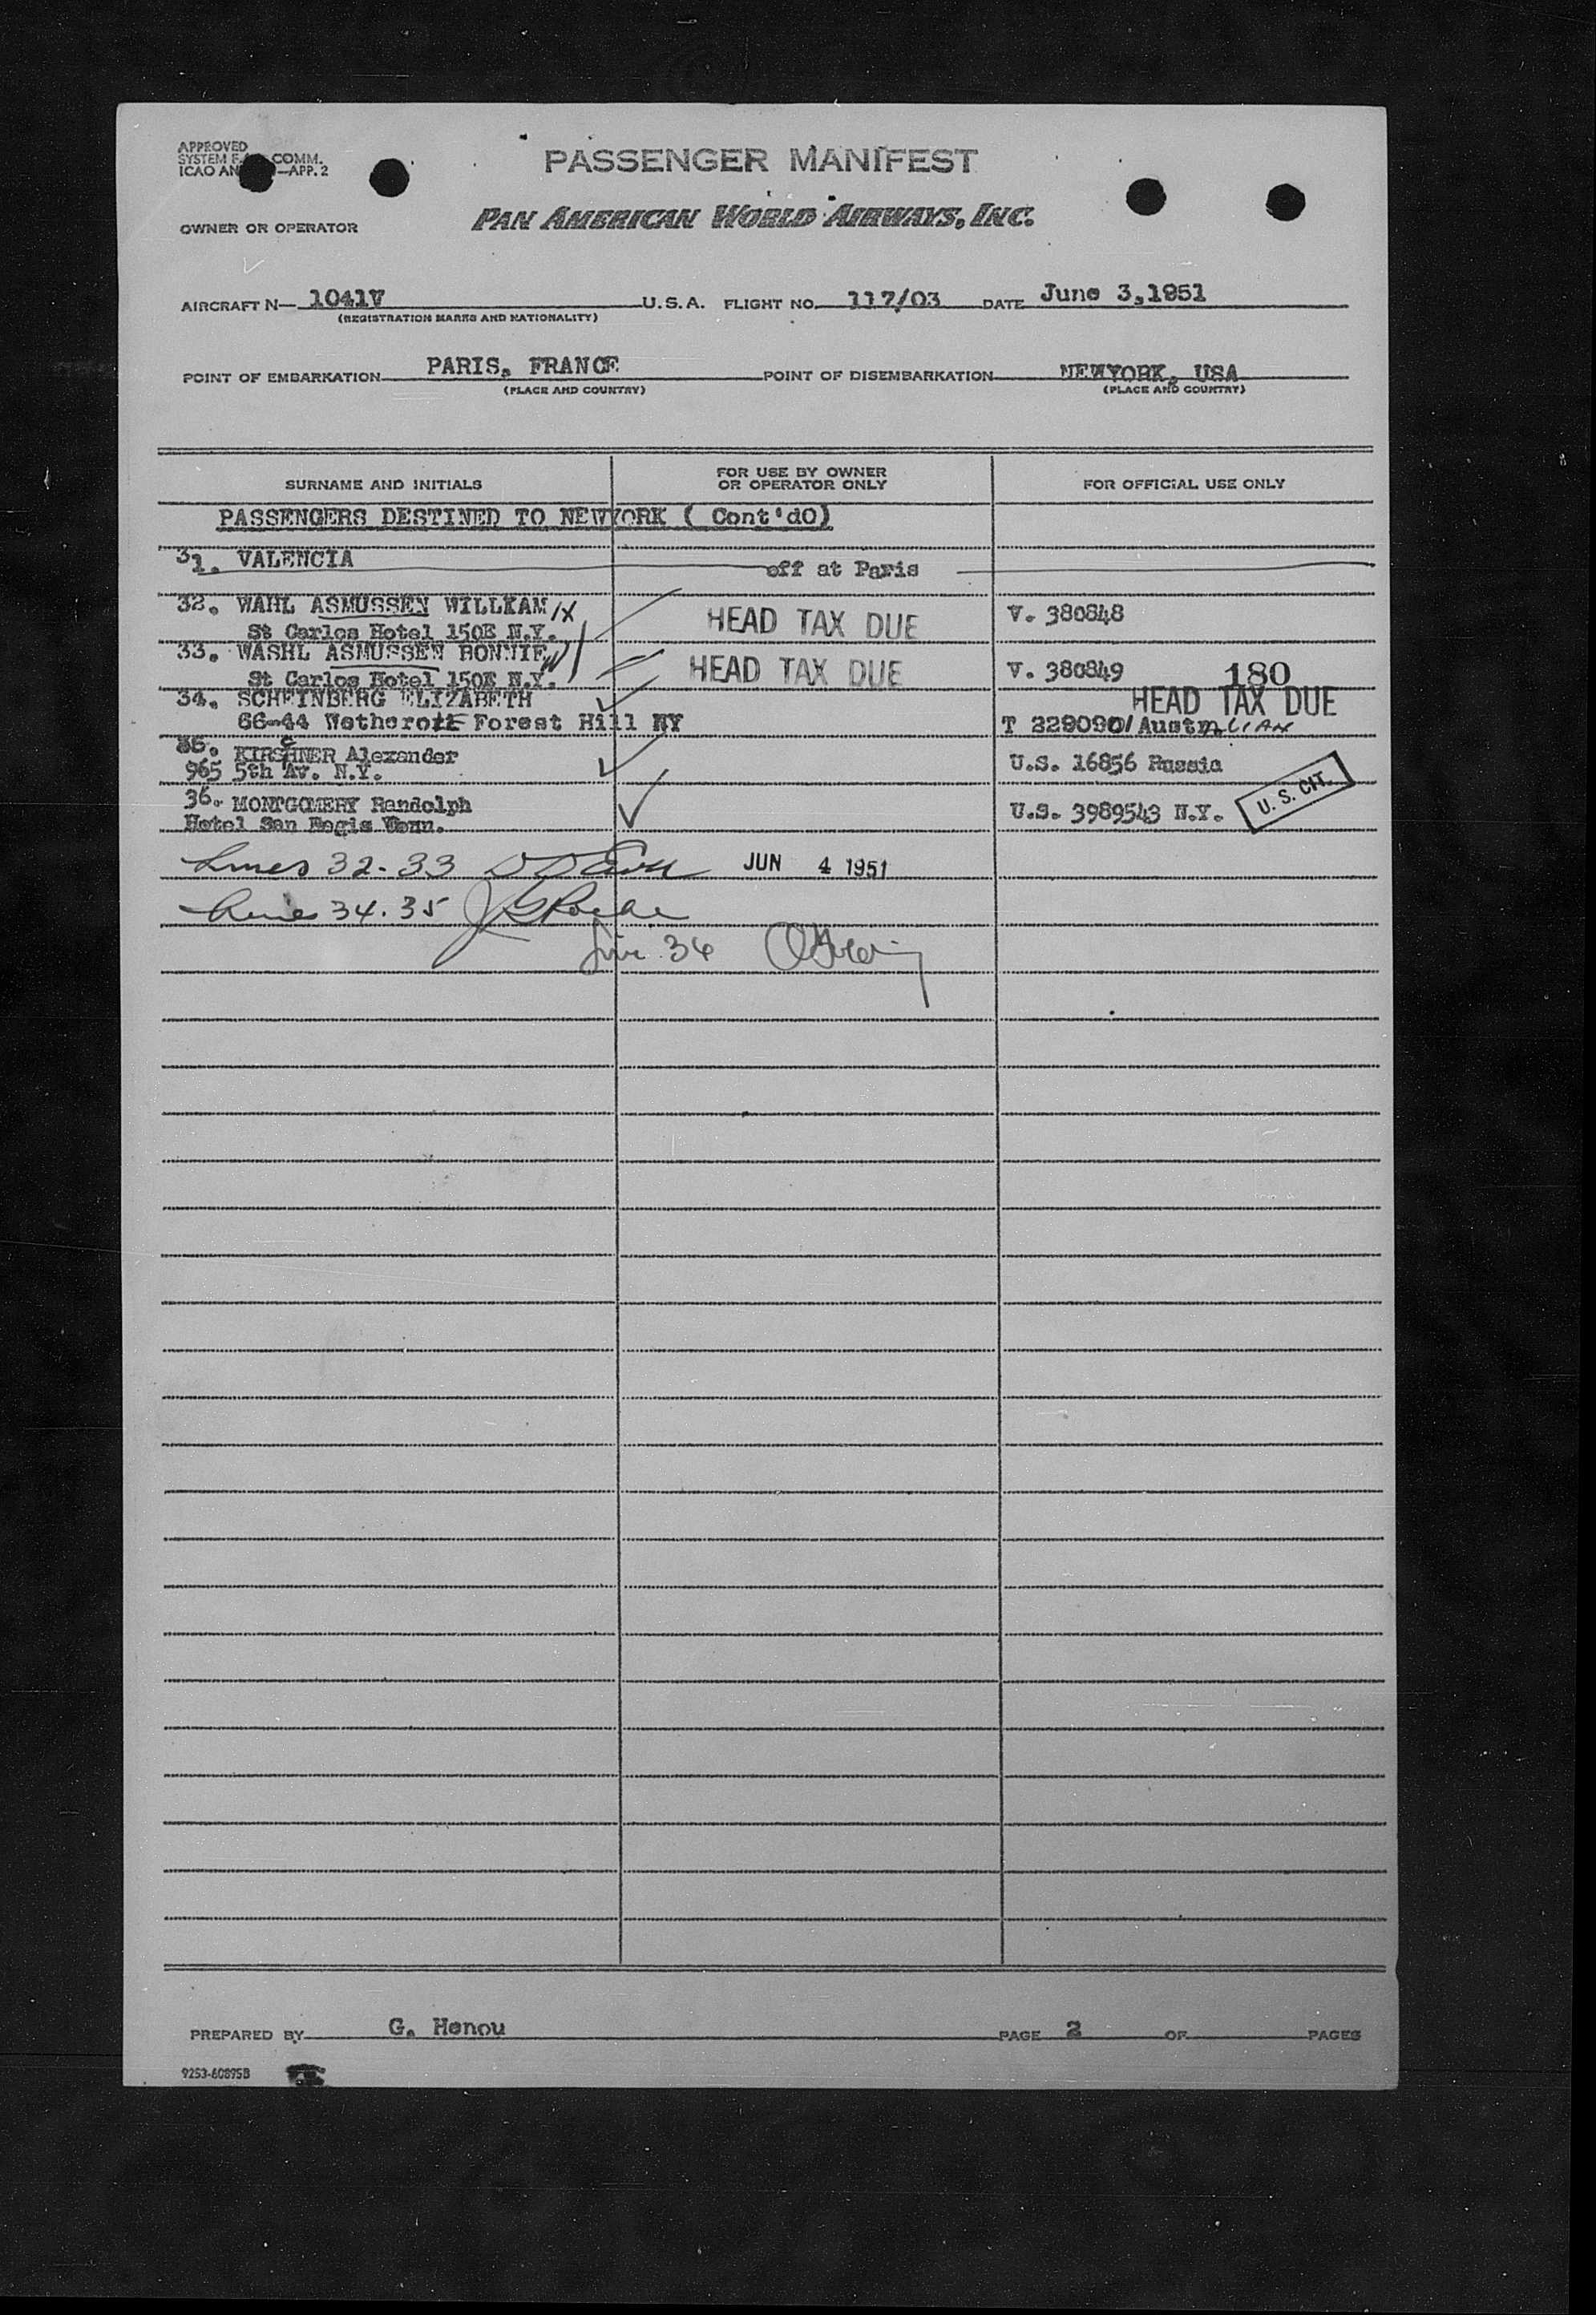 APPROVED
SYSTEM COMM.
ICAO —APP. 2
PASSENGER MANIFEST
OWNER OR OPERATOR
PAN AMERICAN WORLD AIRWAYS, INC.
AIRCRAFT N— 1041V U.S.A. FLIGHT NO. 117/03 DATE June 3,1951
(REGISTRATION MARKS AND NATIONALITY)
POINT OF EMBARKATION PARIS, FRANCE POINT OF DISEMBARKATION NEWYORK, USA
(PLACE AND COUNTRY) (PLACE AND COUNTRY)
SURNAME AND INITIALS FOR USE BY OWNER OR OPERATOR ONLY FOR OFFICIAL USE ONLY
PASSENGERS DESTINED TO NEWYORK ( Cont'dO)
31. VALENCIA off at Paris
32. WAHL ASMUSSEN WILLIAM HEAD TAX DUE V. 380848
St Carlos Hotel 150E N.Y.
33. WASHL ASMUSSEN BONNIE HEAD TAX DUE V. 380849 180
St Carlos Hotel 150E N.Y.
34. SCHEINBERG ELIZABETH HEAD TAX DUE
66-44 Forest Hill NY T 229090/Australian
35. KIRSCHNER Alexander U.S. 16856 Russia
965 5th Av. N.Y.
36. MONTGOMERY Randolph U.S. 3989543 N.Y. U. S. CIT.
Hotel San Regis
Lines 32-33 JUN 4 1951
Line 34.35
Line 36
PREPARED BY G. Henou PAGE 2 OF PAGES
9253-60895B